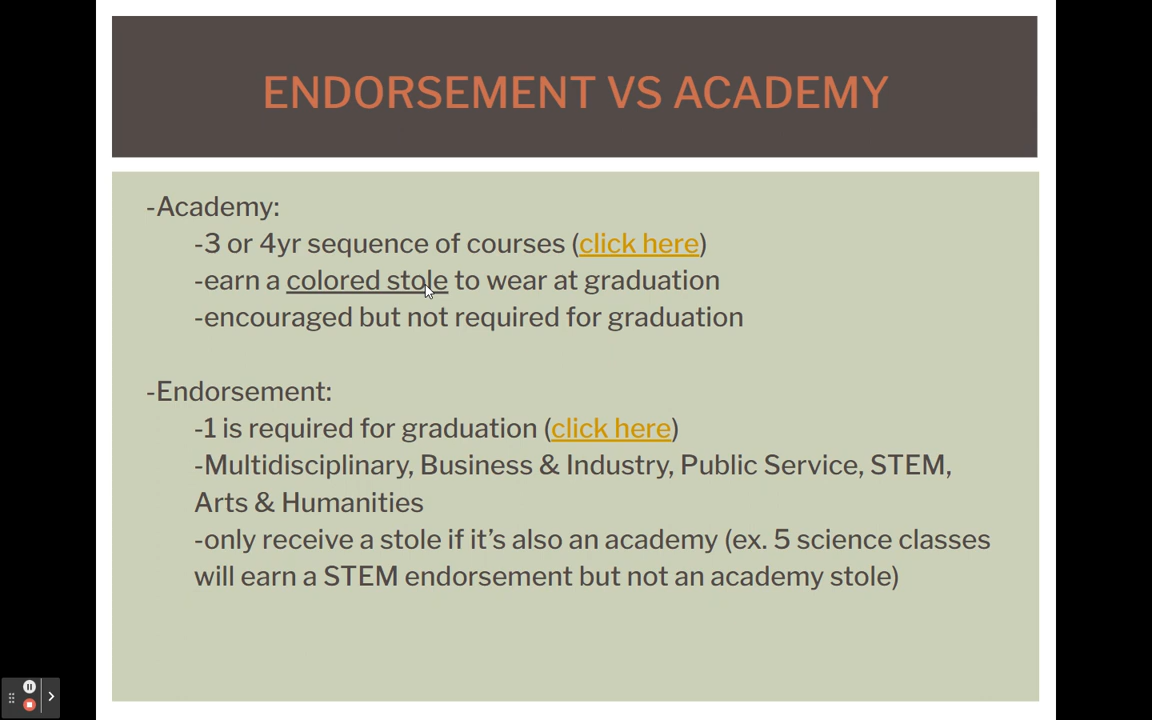 ENDORSEMENT VS ACADEMY
-Academy:
-3 or 4yr sequence of courses (click here)
-earn a colored stole to wear at graduation
-encouraged but not required for graduation
-Endorsement:
-1 is required for graduation (click here)
-Multidisciplinary, Business & Industry, Public Service, STEM,
Arts & Humanities
-only receive a stole if it’s also an academy (ex. 5 science classes
will earn a STEM endorsement but not an academy stole)